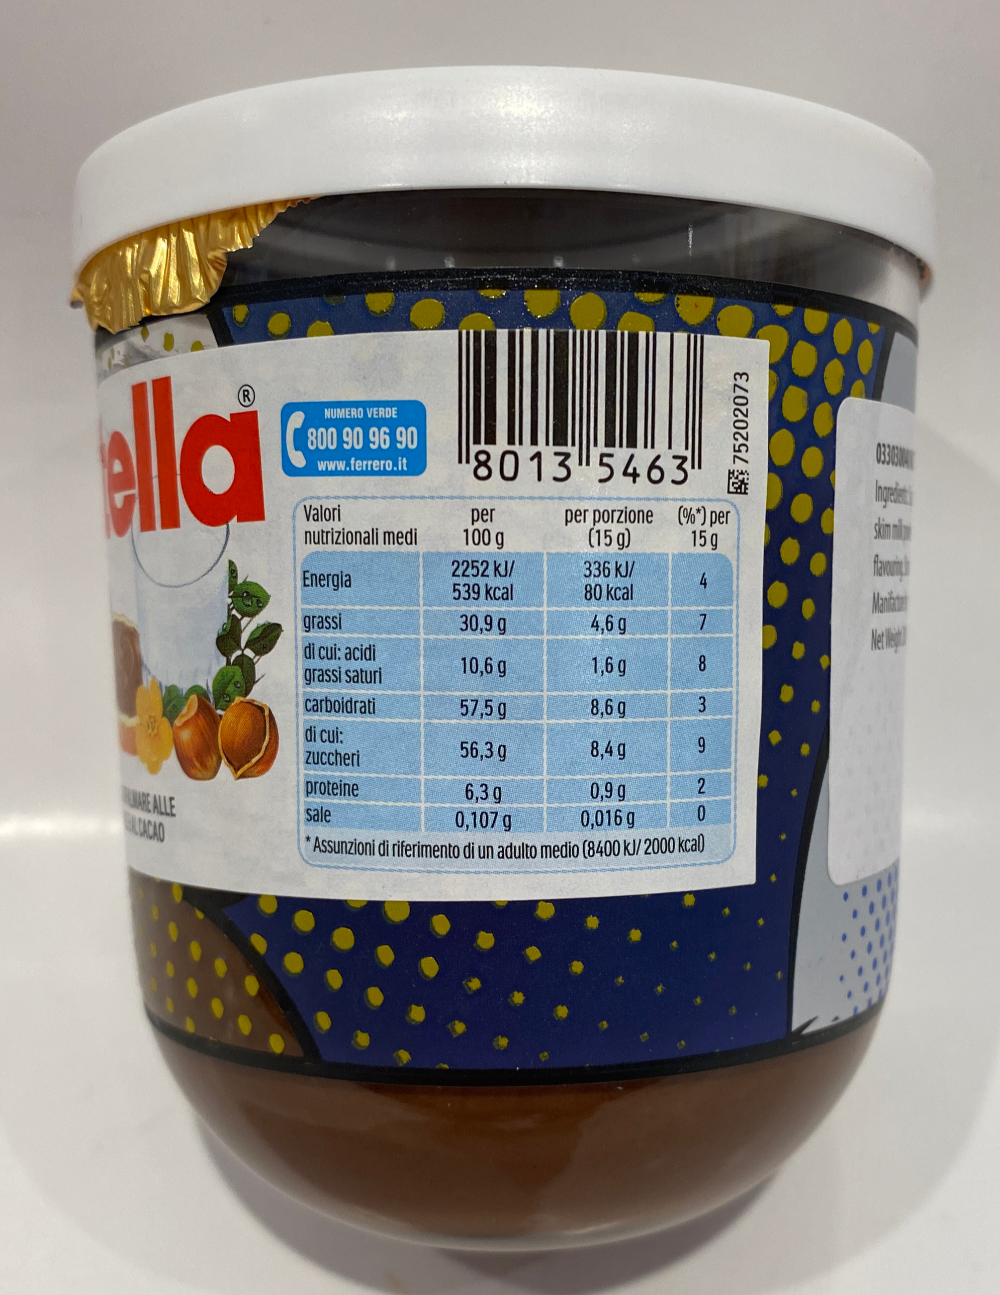 ella®
NUMERO VERDE
800 90 96 90
www.ferrero.it
8013 5463
75202073
Valori nutrizionali medi per 100 g per porzione (15 g) (%*) per 15 g
Energia 2252 kJ/ 539 kcal 336 kJ/ 80 kcal 4
grassi 30,9 g 4,6 g 7
di cui: acidi grassi saturi 10,6 g 1,6 g 8
carboidrati 57,5 g 8,6 g 3
di cui: zuccheri 56,3 g 8,4 g 9
proteine 6,3 g 0,9 g 2
sale 0,107 g 0,016 g 0
* Assunzioni di riferimento di un adulto medio (8400 kJ/ 2000 kcal)
ALLE
AL CACAO
skim milk
flavouring
Net